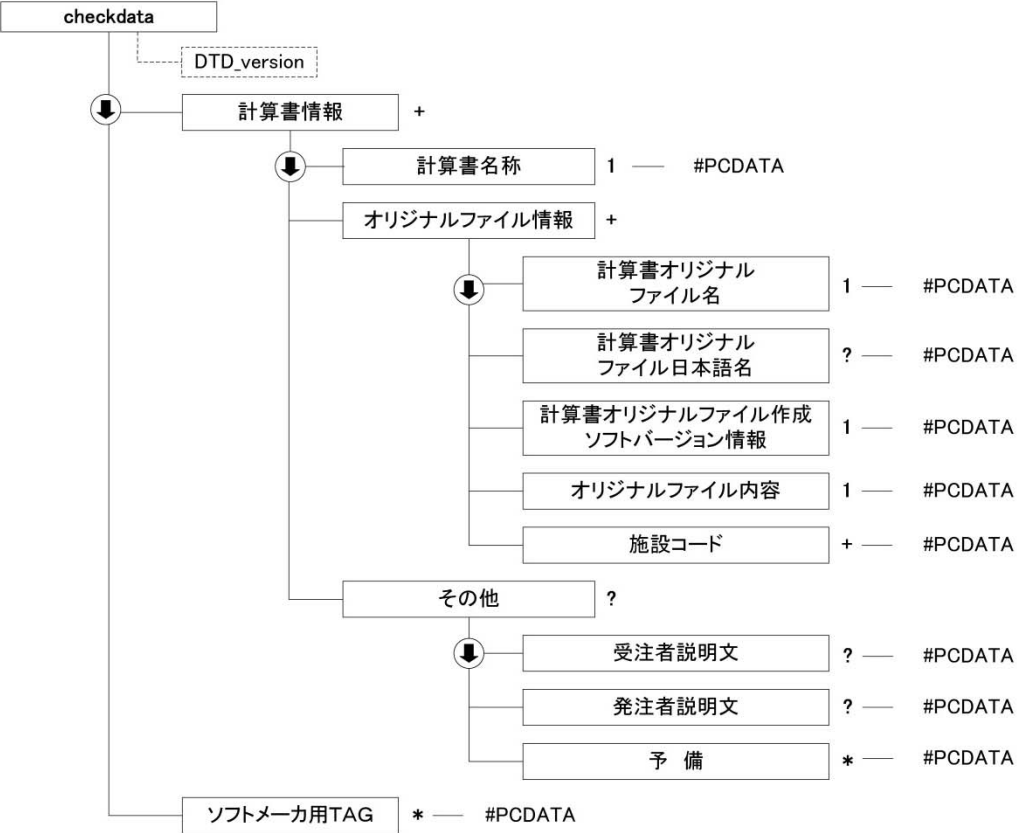 checkdata
DTD_version
計算書情報 +
計算書名称 1 #PCDATA
オリジナルファイル情報 +
計算書オリジナル
ファイル名 1 #PCDATA
計算書オリジナル
ファイル日本語名 ? #PCDATA
計算書オリジナルファイル作成
ソフトバージョン情報 1 #PCDATA
オリジナルファイル内容 1 #PCDATA
施設コード + #PCDATA
その他 ?
受注者説明文 ? #PCDATA
発注者説明文 ? #PCDATA
予 備 * #PCDATA
ソフトメーカ用TAG * #PCDATA